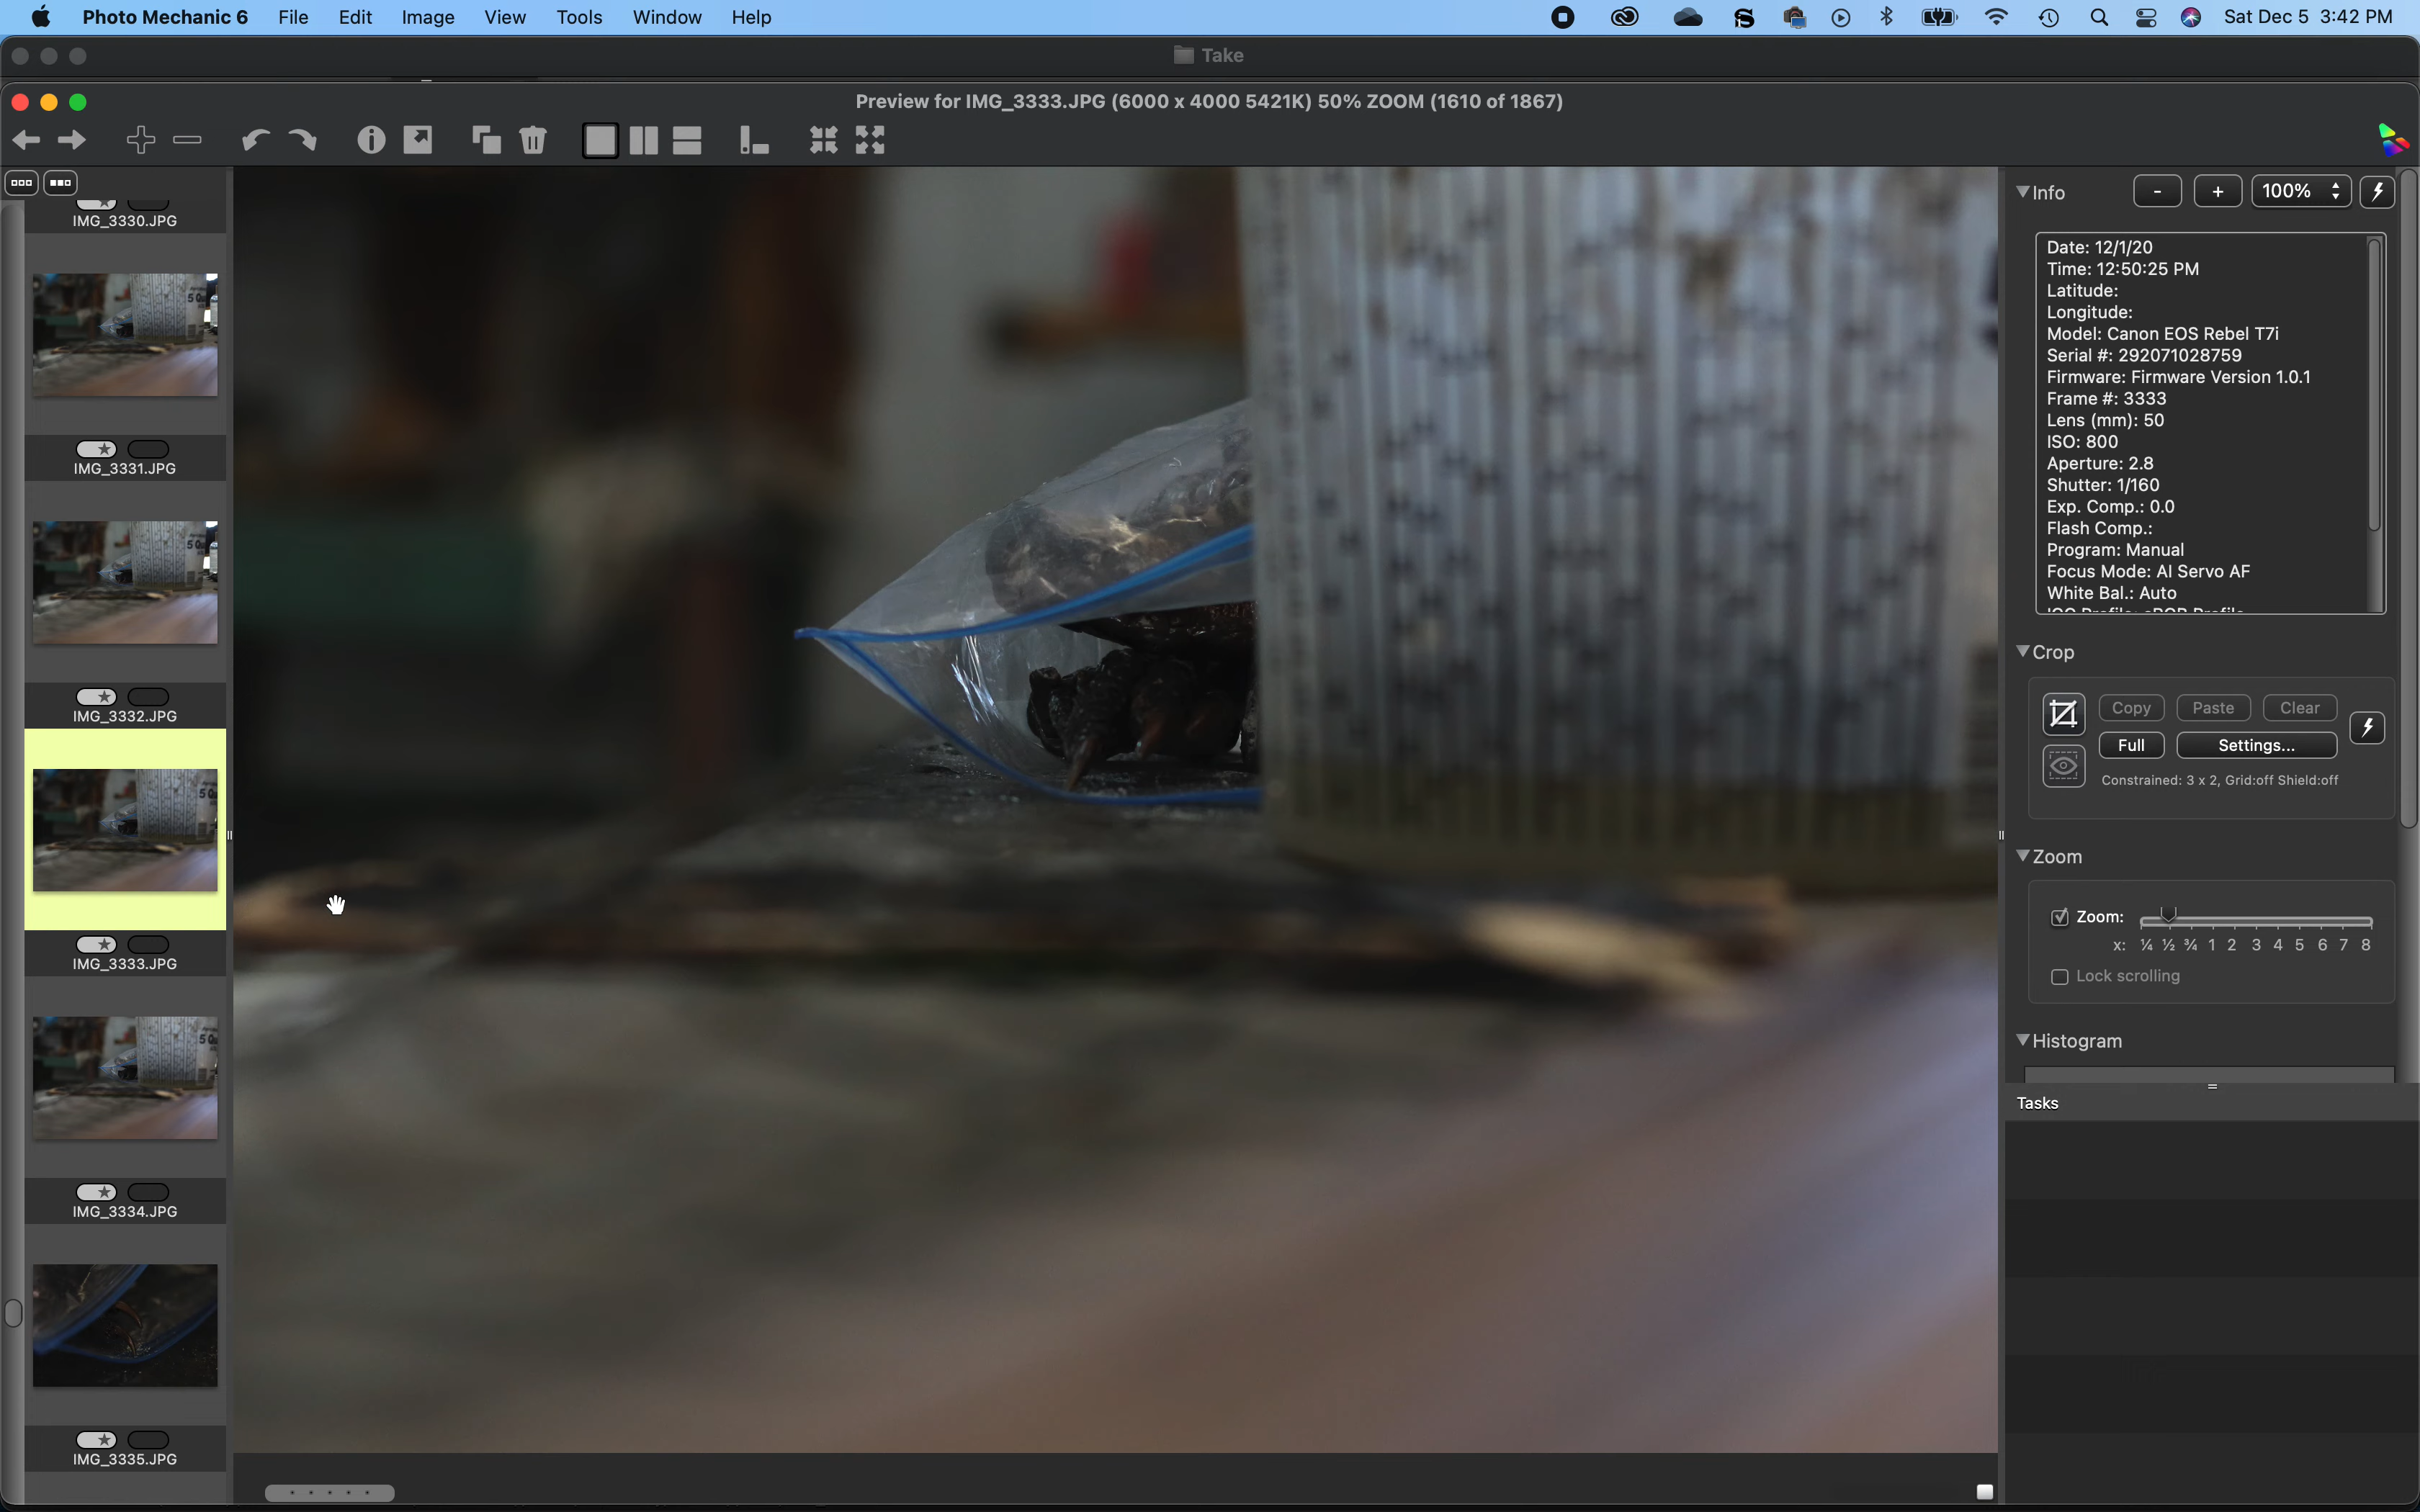 Photo Mechanic 6 File Edit Image View Tools Window Help Sat Dec 5 3:42 PM
Take
Preview for IMG_3333.JPG (6000 x 4000 5421K) 50% ZOOM (1610 of 1867)
IMG_3330.JPG
IMG_3331.JPG
IMG_3332.JPG
IMG_3333.JPG
IMG_3334.JPG
IMG_3335.JPG
Info - + 100%
Date: 12/1/20
Time: 12:50:25 PM
Latitude:
Longitude:
Model: Canon EOS Rebel T7i
Serial #: 292071028759
Firmware: Firmware Version 1.0.1
Frame #: 3333
Lens (mm): 50
ISO: 800
Aperture: 2.8
Shutter: 1/160
Exp. Comp.: 0.0
Flash Comp.:
Program: Manual
Focus Mode: AI Servo AF
White Bal.: Auto
Crop
Copy Paste Clear
Full Settings...
Constrained: 3 x 2, Grid:off Shield:off
Zoom
Zoom:
x: ¼ ½ ¾ 1 2 3 4 5 6 7 8
Lock scrolling
Histogram
Tasks